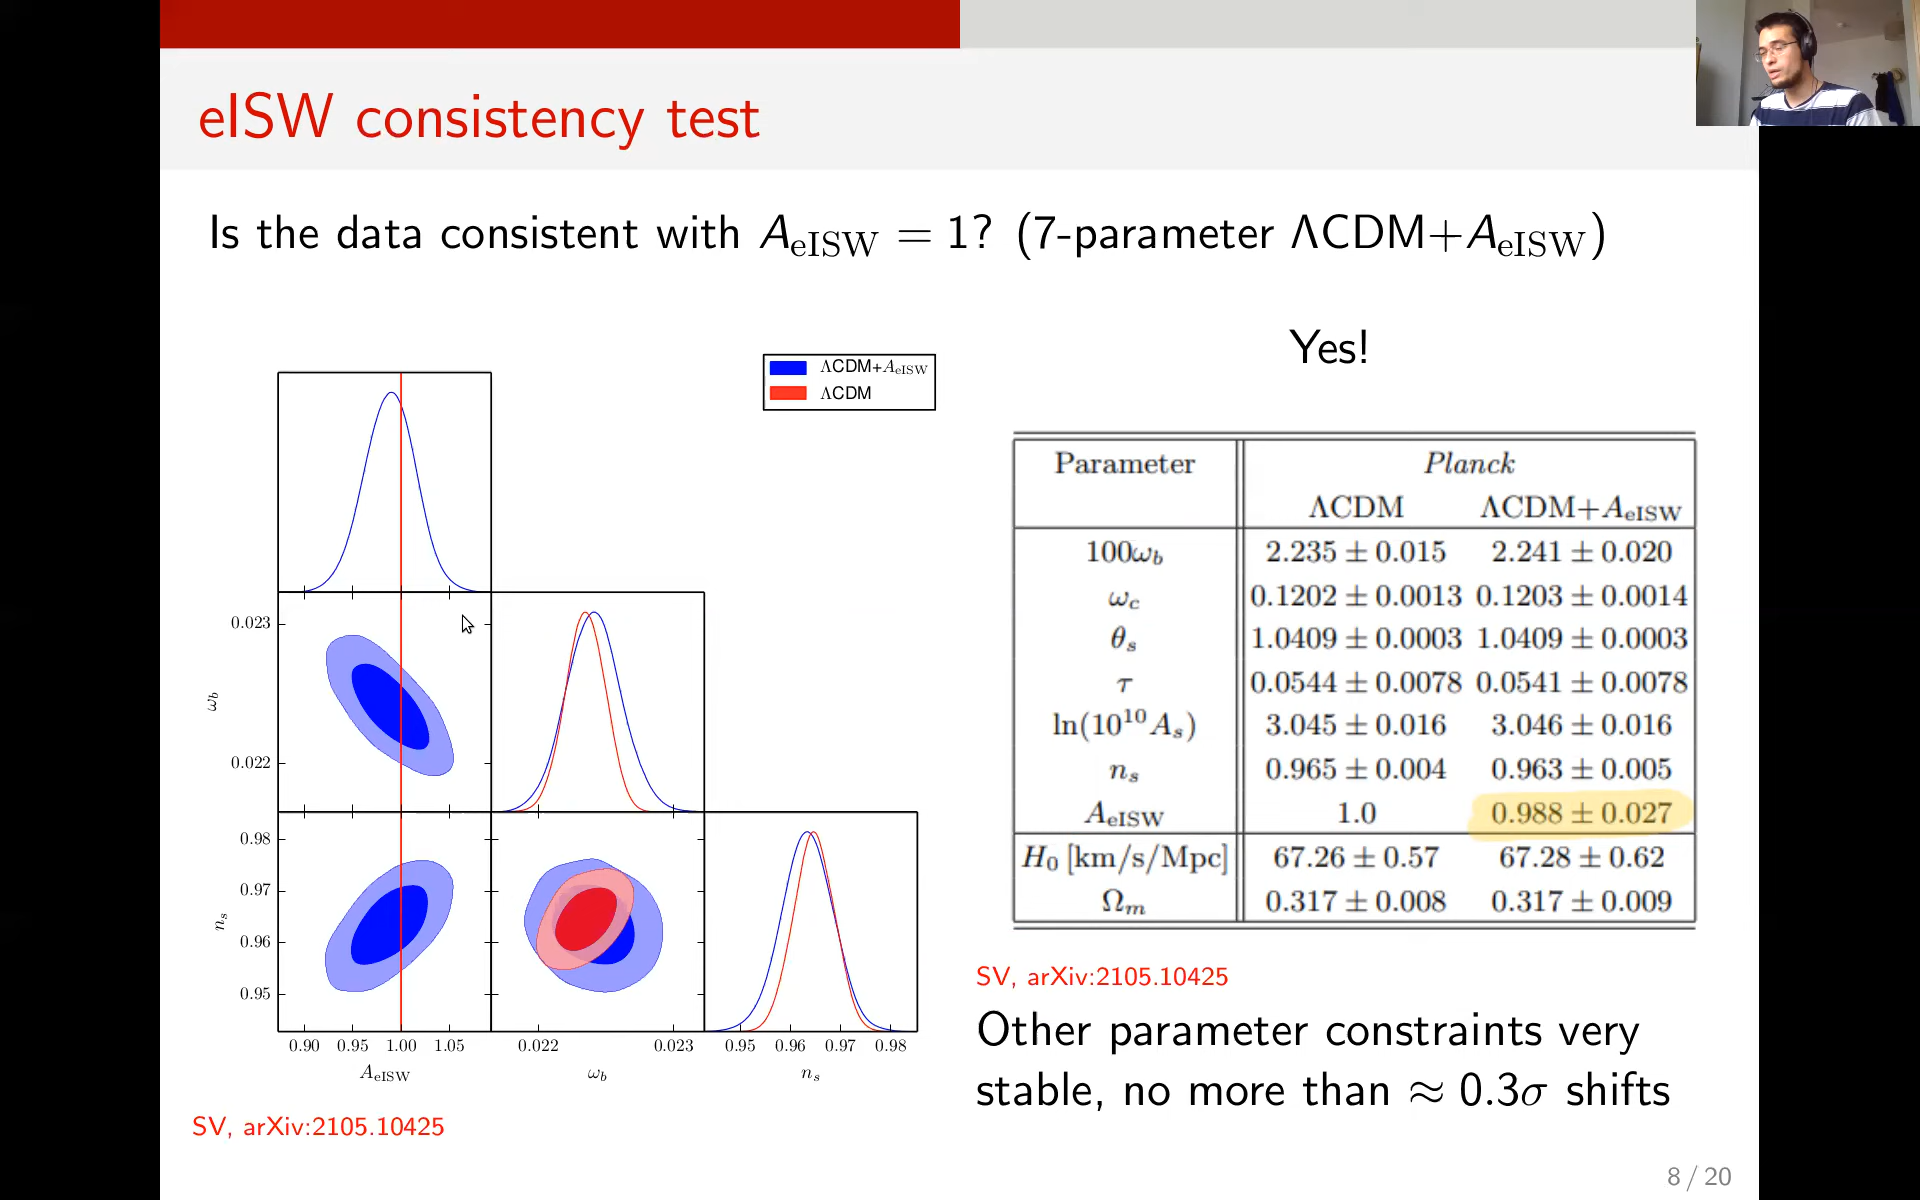 eISW consistency test
Is the data consistent with A_eISW = 1? (7-parameter ΛCDM+A_eISW)
Yes!
ΛCDM+A_eISW
ΛCDM
0.023
0.022
ω_b
0.98
0.97
0.96
0.95
n_s
0.90 0.95 1.00 1.05
A_eISW
0.022 0.023
ω_b
0.95 0.96 0.97 0.98
n_s
SV, arXiv:2105.10425
Parameter Planck
ΛCDM ΛCDM+A_eISW
100ω_b 2.235 ± 0.015 2.241 ± 0.020
ω_c 0.1202 ± 0.0013 0.1203 ± 0.0014
θ_s 1.0409 ± 0.0003 1.0409 ± 0.0003
τ 0.0544 ± 0.0078 0.0541 ± 0.0078
ln(10^10 A_s) 3.045 ± 0.016 3.046 ± 0.016
n_s 0.965 ± 0.004 0.963 ± 0.005
A_eISW 1.0 0.988 ± 0.027
H_0 [km/s/Mpc] 67.26 ± 0.57 67.28 ± 0.62
Ω_m 0.317 ± 0.008 0.317 ± 0.009
SV, arXiv:2105.10425
Other parameter constraints very
stable, no more than ≈ 0.3σ shifts
8 / 20